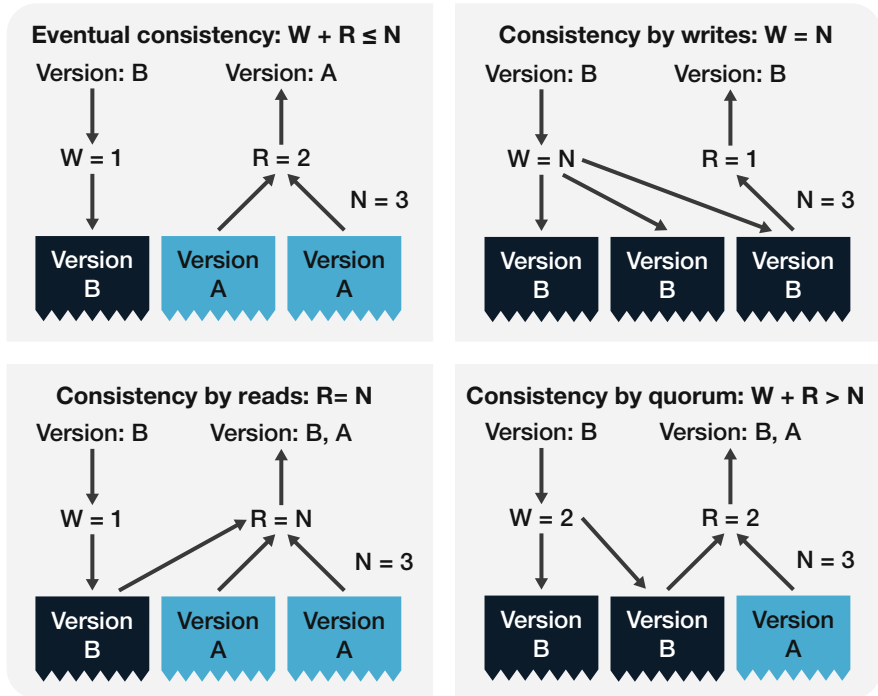 Eventual consistency: W + R ≤ N
Version: B
Version: A
W = 1
R = 2
N = 3
Version
B
Version
A
Version
A
Consistency by writes: W = N
Version: B
Version: B
W = N
R = 1
N = 3
Version
B
Version
B
Version
B
Consistency by reads: R= N
Version: B
Version: B, A
W = 1
R = N
N = 3
Version
B
Version
A
Version
A
Consistency by quorum: W + R > N
Version: B
Version: B, A
W = 2
R = 2
N = 3
Version
B
Version
B
Version
A